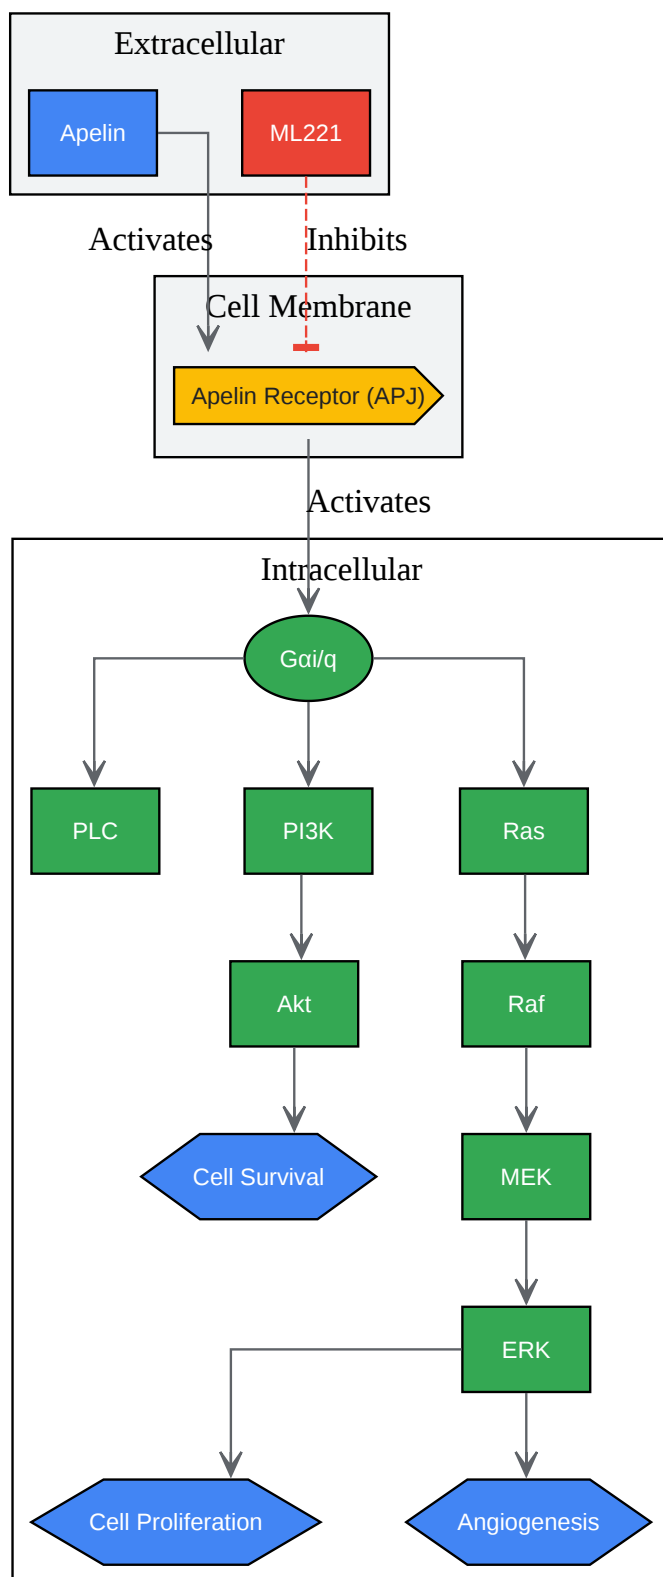 Extracellular
Apelin
ML221
Activates
Inhibits
Cell Membrane
Apelin Receptor (APJ)
Activates
Intracellular
Gαi/q
PLC
PI3K
Ras
Akt
Raf
Cell Survival
MEK
ERK
Cell Proliferation
Angiogenesis